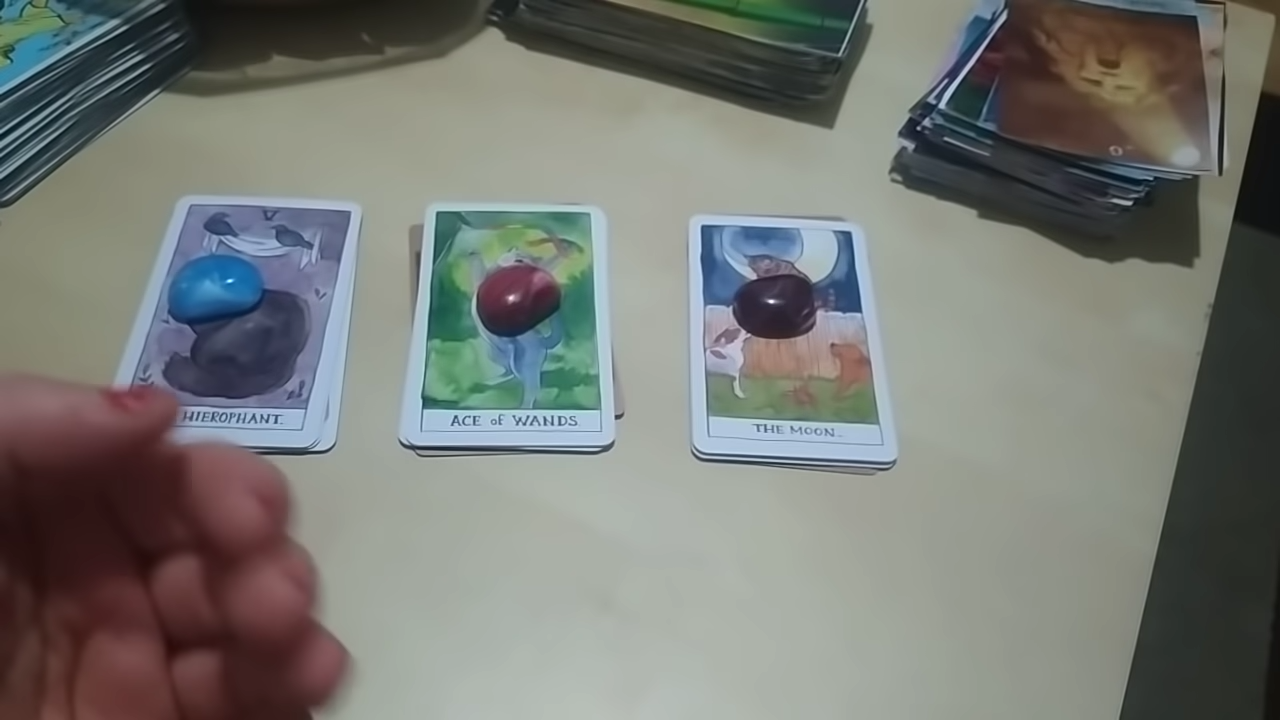 V
HIEROPHANT.
ACE of WANDS
THE MOON.